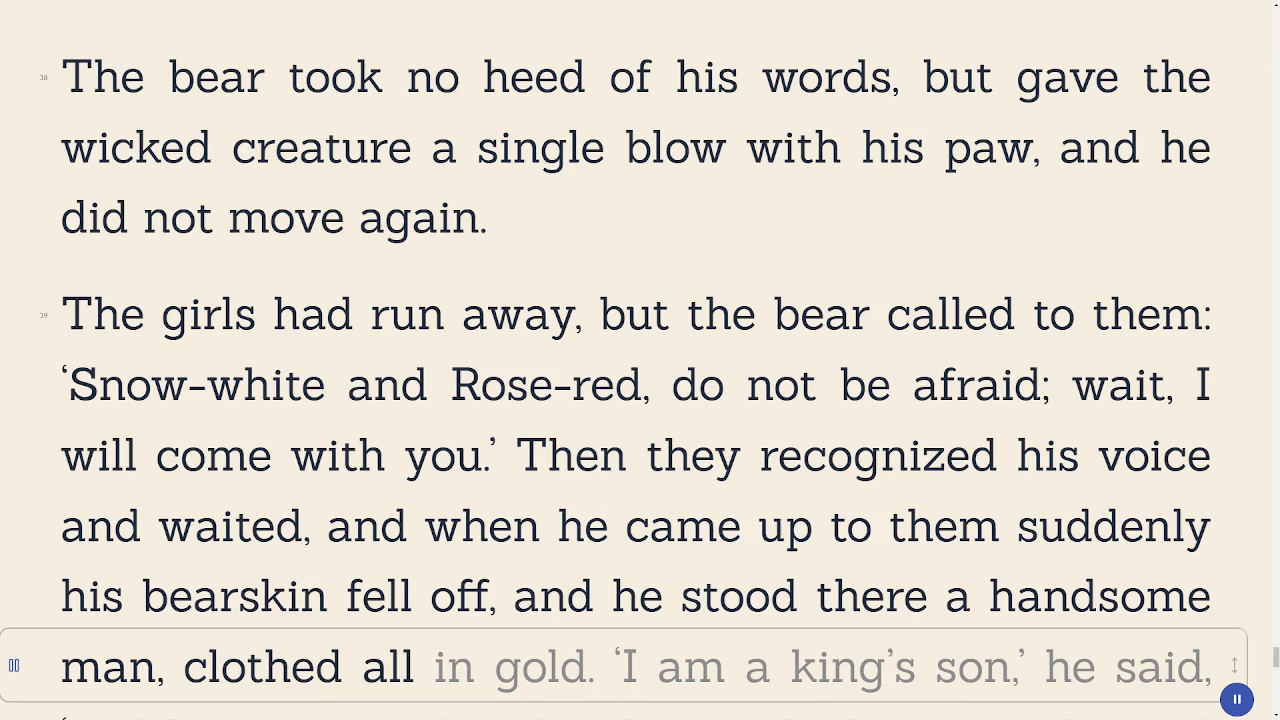 38
The bear took no heed of his words, but gave the
wicked creature a single blow with his paw, and he
did not move again.
39
The girls had run away, but the bear called to them:
‘Snow-white and Rose-red, do not be afraid; wait, I
will come with you.’ Then they recognized his voice
and waited, and when he came up to them suddenly
his bearskin fell off, and he stood there a handsome
man, clothed all in gold. ‘I am a king’s son,’ he said,